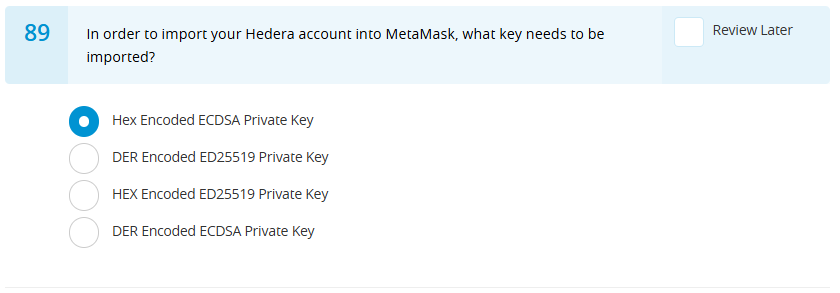 89
In order to import your Hedera account into MetaMask, what key needs to be
imported?
Review Later
Hex Encoded ECDSA Private Key
DER Encoded ED25519 Private Key
HEX Encoded ED25519 Private Key
DER Encoded ECDSA Private Key